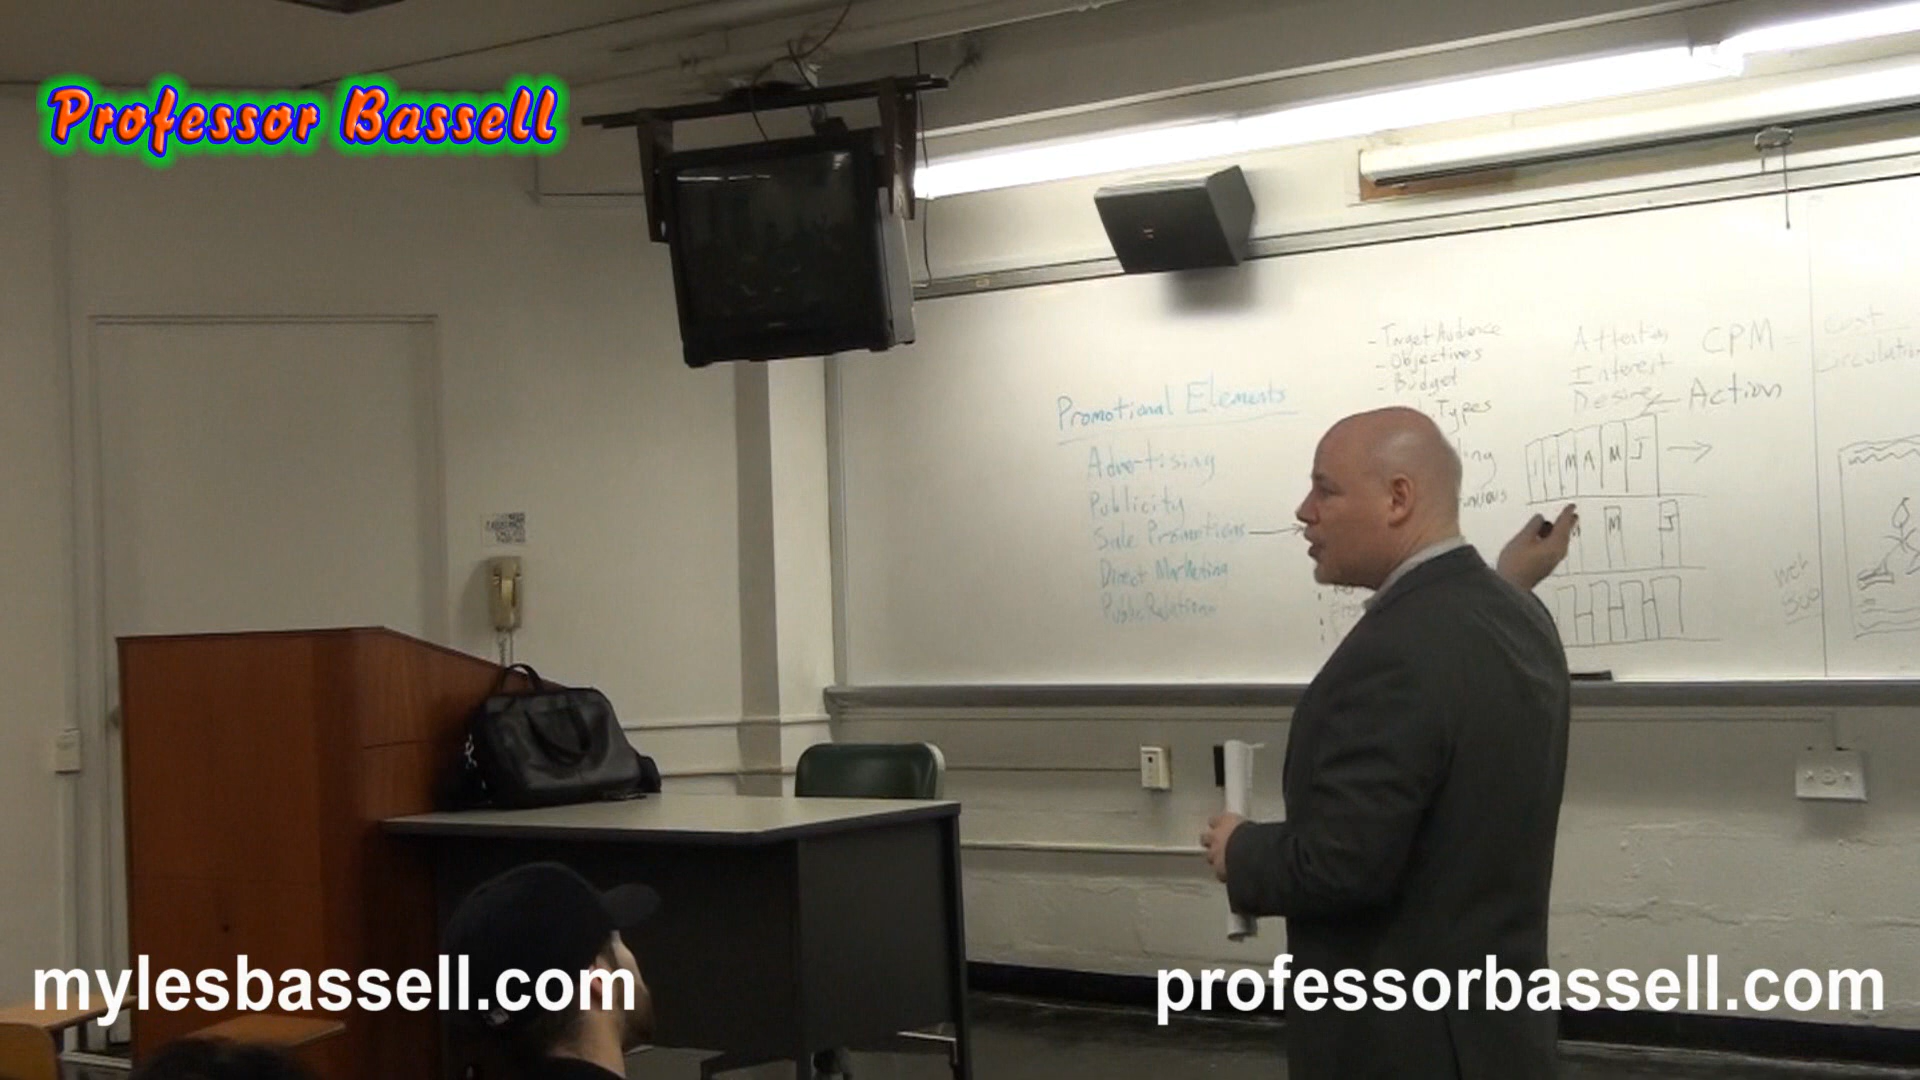 Professor Bassell
Promotional Elements
Advertising
Publicity
Sale Promotions
Direct Marketing
Public Relations
- Target Audience
- Objectives
- Budget
Types
Attention
Interest
Desire
Action
CPM =
Cost
Circulation
M A M J
M J
H H H
mylesbassell.com
professorbassell.com